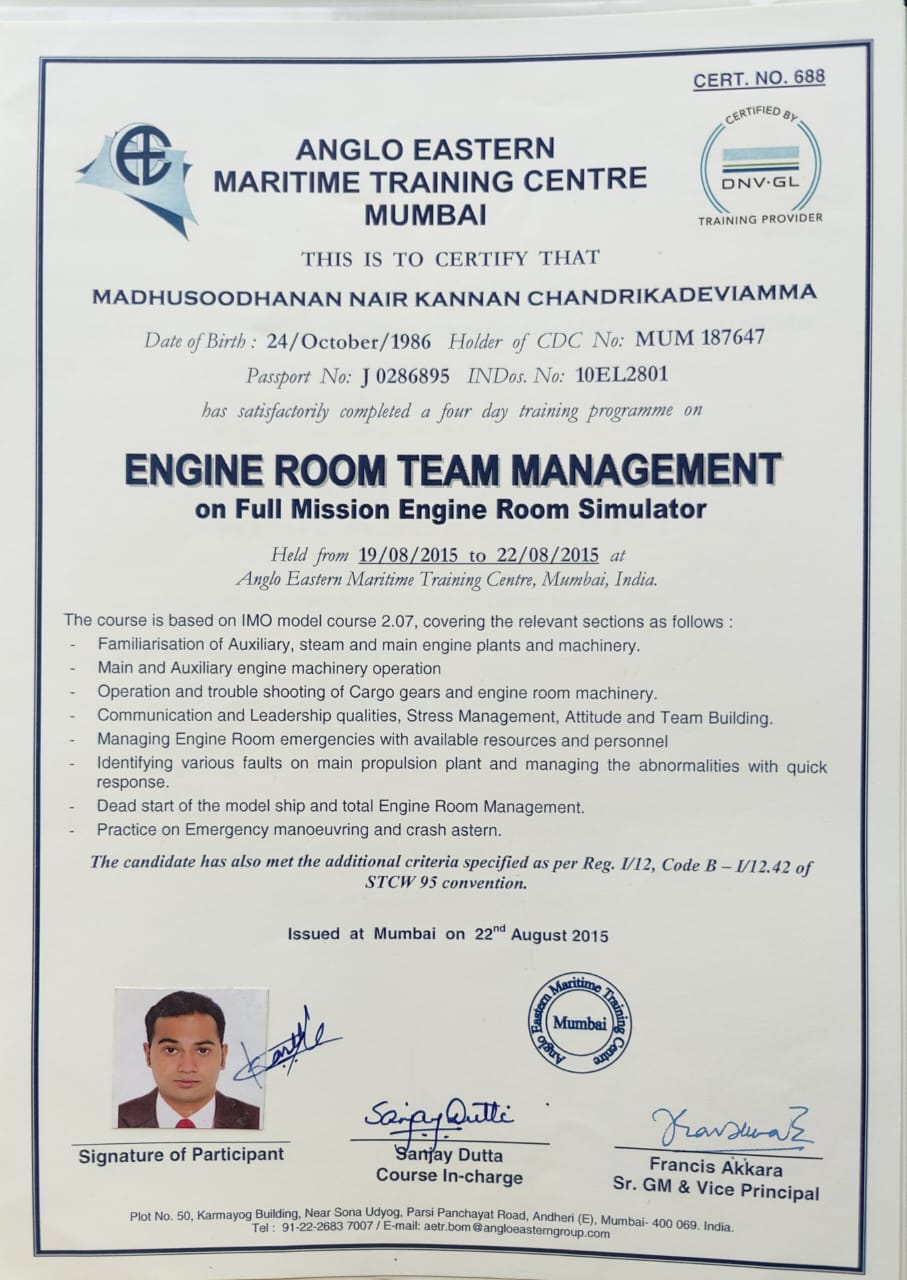 CERT. NO. 688
CERTIFIED BY
DNV·GL
TRAINING PROVIDER
AE
ANGLO EASTERN
MARITIME TRAINING CENTRE
MUMBAI
THIS IS TO CERTIFY THAT
MADHUSOODHANAN NAIR KANNAN CHANDRIKADEVIAMMA
Date of Birth : 24/October/1986 Holder of CDC No: MUM 187647
Passport No: J 0286895 INDos. No: 10EL2801
has satisfactorily completed a four day training programme on
ENGINE ROOM TEAM MANAGEMENT
on Full Mission Engine Room Simulator
Held from 19/08/2015 to 22/08/2015 at
Anglo Eastern Maritime Training Centre, Mumbai, India.
The course is based on IMO model course 2.07, covering the relevant sections as follows :
- Familiarisation of Auxiliary, steam and main engine plants and machinery.
- Main and Auxiliary engine machinery operation
- Operation and trouble shooting of Cargo gears and engine room machinery.
- Communication and Leadership qualities, Stress Management, Attitude and Team Building.
- Managing Engine Room emergencies with available resources and personnel
- Identifying various faults on main propulsion plant and managing the abnormalities with quick
response.
- Dead start of the model ship and total Engine Room Management.
- Practice on Emergency manoeuvring and crash astern.
The candidate has also met the additional criteria specified as per Reg. I/12, Code B – I/12.42 of
STCW 95 convention.
Issued at Mumbai on 22nd August 2015
Anglo Eastern Maritime Training Centre
Mumbai
Sanjay Dutta
Signature of Participant
Sanjay Dutta
Course In-charge
Francis Akkara
Sr. GM & Vice Principal
Plot No. 50, Karmayog Building, Near Sona Udyog, Parsi Panchayat Road, Andheri (E), Mumbai- 400 069. India.
Tel : 91-22-2683 7007 / E-mail: aetr.bom@angloeasterngroup.com